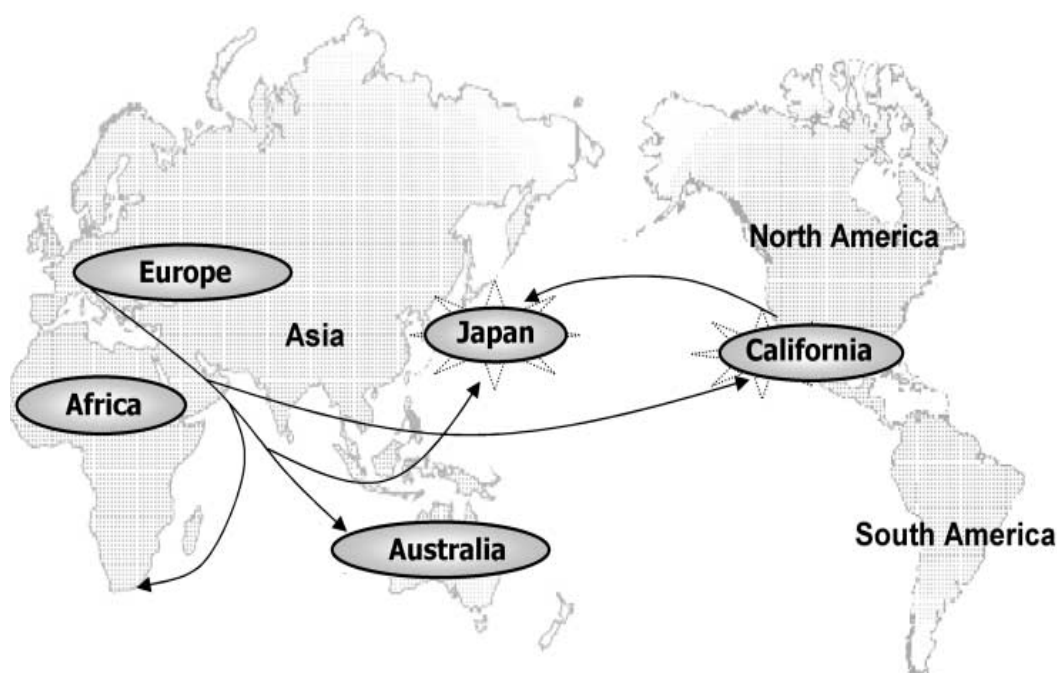 North America
Europe
Asia
Japan
California
Africa
South America
Australia